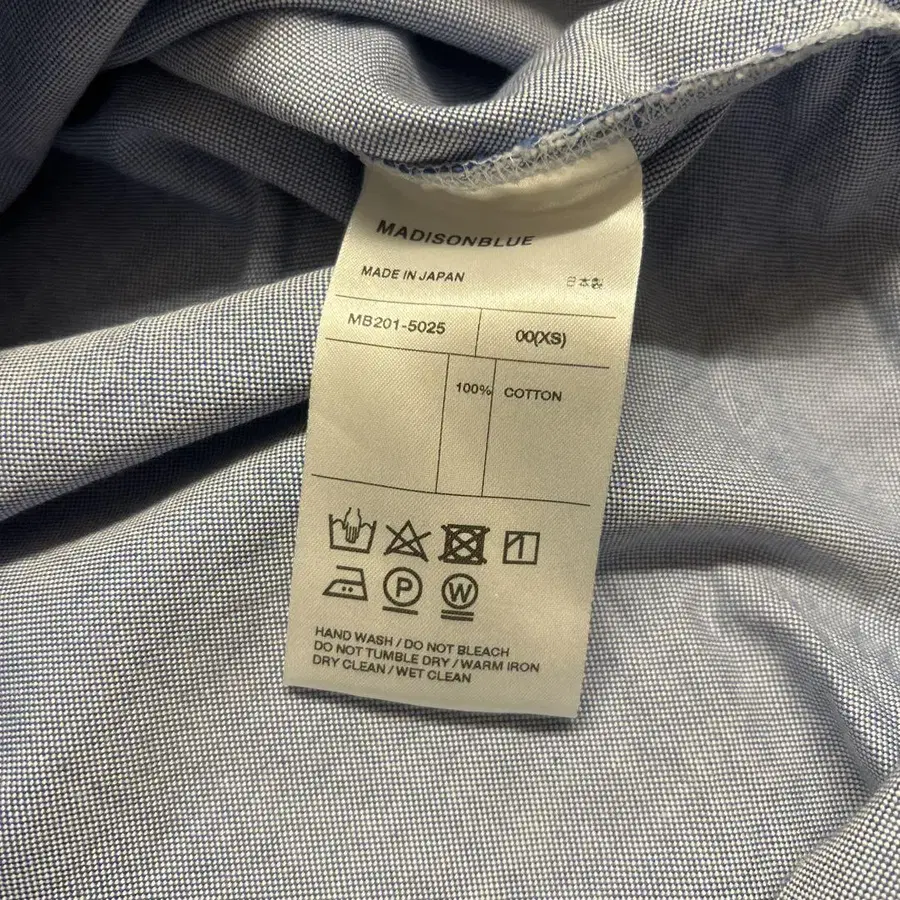 MADISONBLUE
MADE IN JAPAN 日本製
MB201-5025 00(XS)
100% COTTON
P W
HAND WASH / DO NOT BLEACH
DO NOT TUMBLE DRY / WARM IRON
DRY CLEAN / WET CLEAN